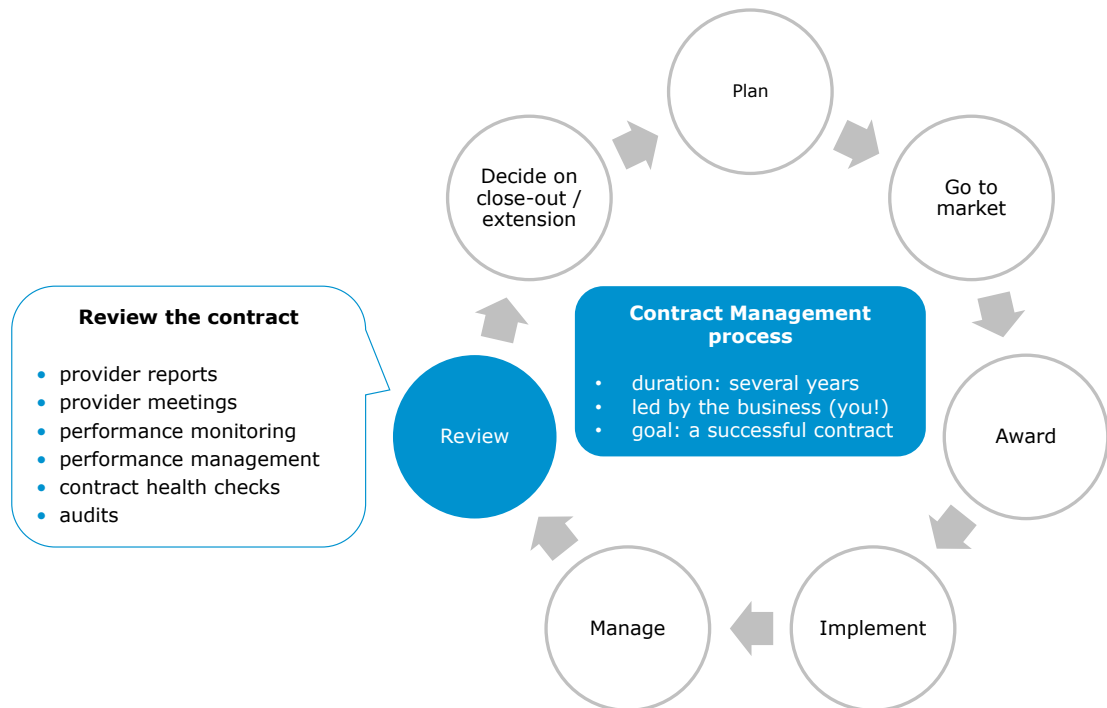 Plan
Go to
market
Award
Implement
Manage
Review
Decide on
close-out /
extension
Contract Management
process
• duration: several years
• led by the business (you!)
• goal: a successful contract
Review the contract
• provider reports
• provider meetings
• performance monitoring
• performance management
• contract health checks
• audits